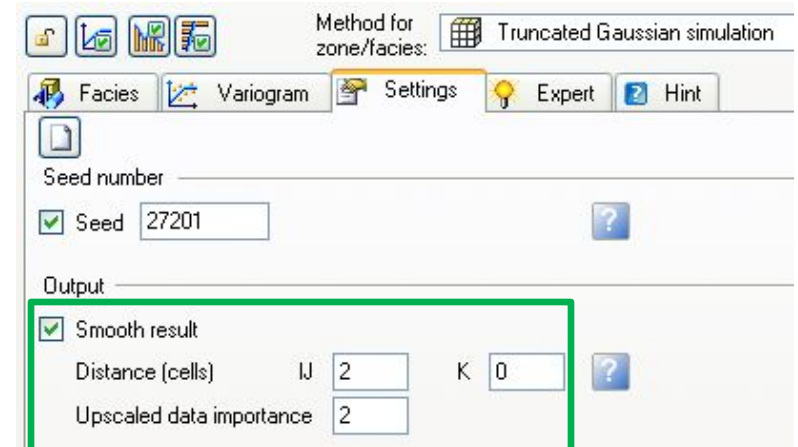 Method for
zone/facies: Truncated Gaussian simulation
Facies Variogram Settings Expert Hint
Seed number
Seed 27201 ?
Output
Smooth result
Distance (cells) IJ 2 K 0 ?
Upscaled data importance 2